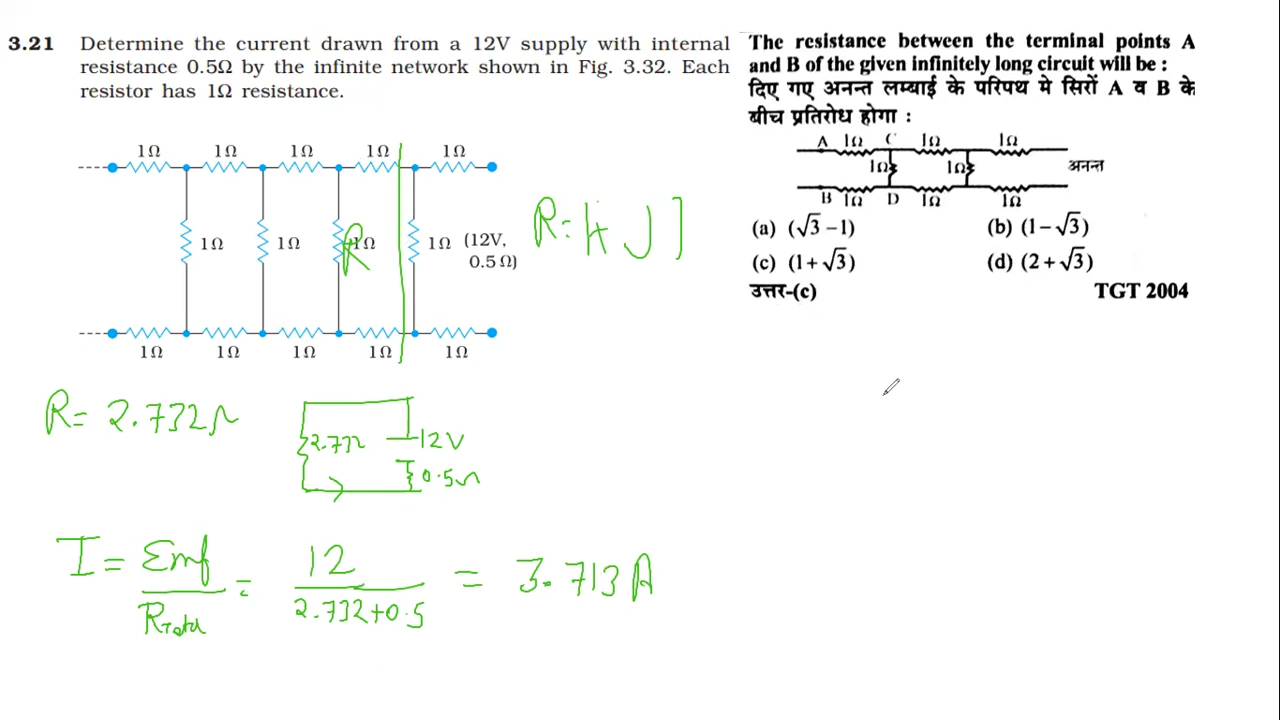 3.21 Determine the current drawn from a 12V supply with internal
resistance 0.5Ω by the infinite network shown in Fig. 3.32. Each
resistor has 1Ω resistance.
1Ω 1Ω 1Ω 1Ω 1Ω
1Ω 1Ω 1Ω 1Ω (12V,
0.5Ω)
R
1Ω 1Ω 1Ω 1Ω 1Ω
R= 2.732Ω
2.73Ω 12V
0.5Ω
I = Emf = 12 = 3.713A
RTotal 2.732+0.5
The resistance between the terminal points A
and B of the given infinitely long circuit will be :
दिए गए अनन्त लम्बाई के परिपथ मे सिरों A व B के
बीच प्रतिरोध होगा :
A 1Ω C 1Ω 1Ω
1Ω 1Ω अनन्त
B 1Ω D 1Ω 1Ω
(a) (√3 –1) (b) (1–√3)
(c) (1+√3) (d) (2+√3)
उत्तर-(c) TGT 2004